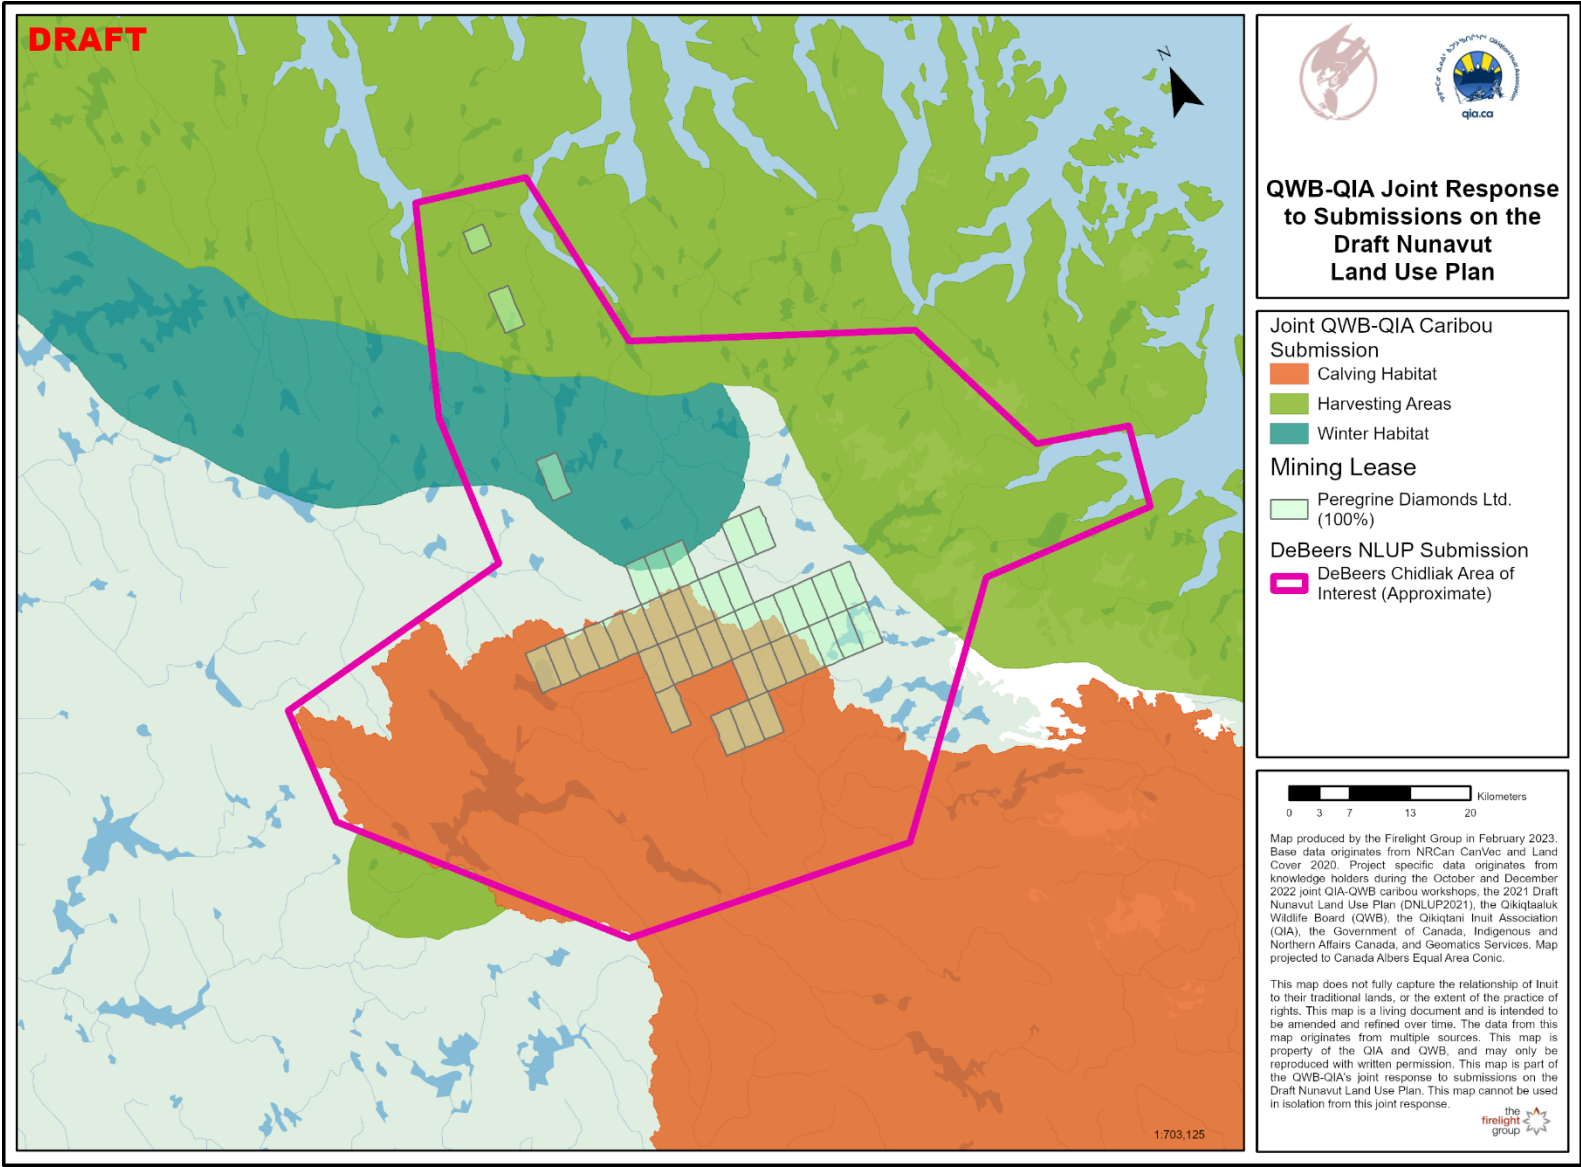 DRAFT
N
Qikiqtani Inuit Association
qia.ca
QWB-QIA Joint Response
to Submissions on the
Draft Nunavut
Land Use Plan
Joint QWB-QIA Caribou
Submission
Calving Habitat
Harvesting Areas
Winter Habitat
Mining Lease
Peregrine Diamonds Ltd.
(100%)
DeBeers NLUP Submission
DeBeers Chidliak Area of
Interest (Approximate)
Kilometers
0 3 7 13 20
Map produced by the Firelight Group in February 2023.
Base data originates from NRCan CanVec and Land
Cover 2020. Project specific data originates from
knowledge holders during the October and December
2022 joint QIA-QWB caribou workshops, the 2021 Draft
Nunavut Land Use Plan (DNLUP2021), the Qikiqtaaluk
Wildlife Board (QWB), the Qikiqtani Inuit Association
(QIA), the Government of Canada, Indigenous and
Northern Affairs Canada, and Geomatics Services. Map
projected to Canada Albers Equal Area Conic.
This map does not fully capture the relationship of Inuit
to their traditional lands, or the extent of the practice of
rights. This map is a living document and is intended to
be amended and refined over time. The data from this
map originates from multiple sources. This map is
property of the QIA and QWB, and may only be
reproduced with written permission. This map is part of
the QWB-QIA's joint response to submissions on the
Draft Nunavut Land Use Plan. This map cannot be used
in isolation from this joint response.
the
firelight
group
1:703,125